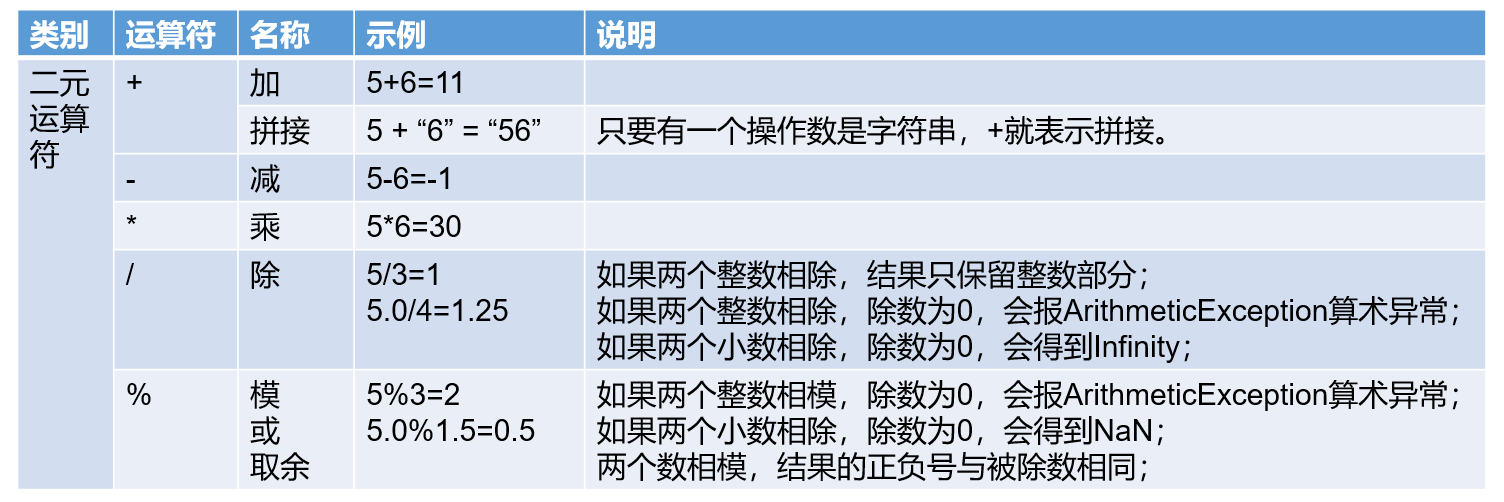 类别 运算符 名称 示例 说明
二元
运算
符
+ 加 5+6=11
拼接 5 + “6” = “56” 只要有一个操作数是字符串，+就表示拼接。
- 减 5-6=-1
* 乘 5*6=30
/ 除 5/3=1 如果两个整数相除，结果只保留整数部分；
5.0/4=1.25 如果两个整数相除，除数为0，会报ArithmeticException算术异常；
如果两个小数相除，除数为0，会得到Infinity；
% 模 5%3=2 如果两个整数相模，除数为0，会报ArithmeticException算术异常；
或 5.0%1.5=0.5 如果两个小数相除，除数为0，会得到NaN；
取余 两个数相模，结果的正负号与被除数相同；